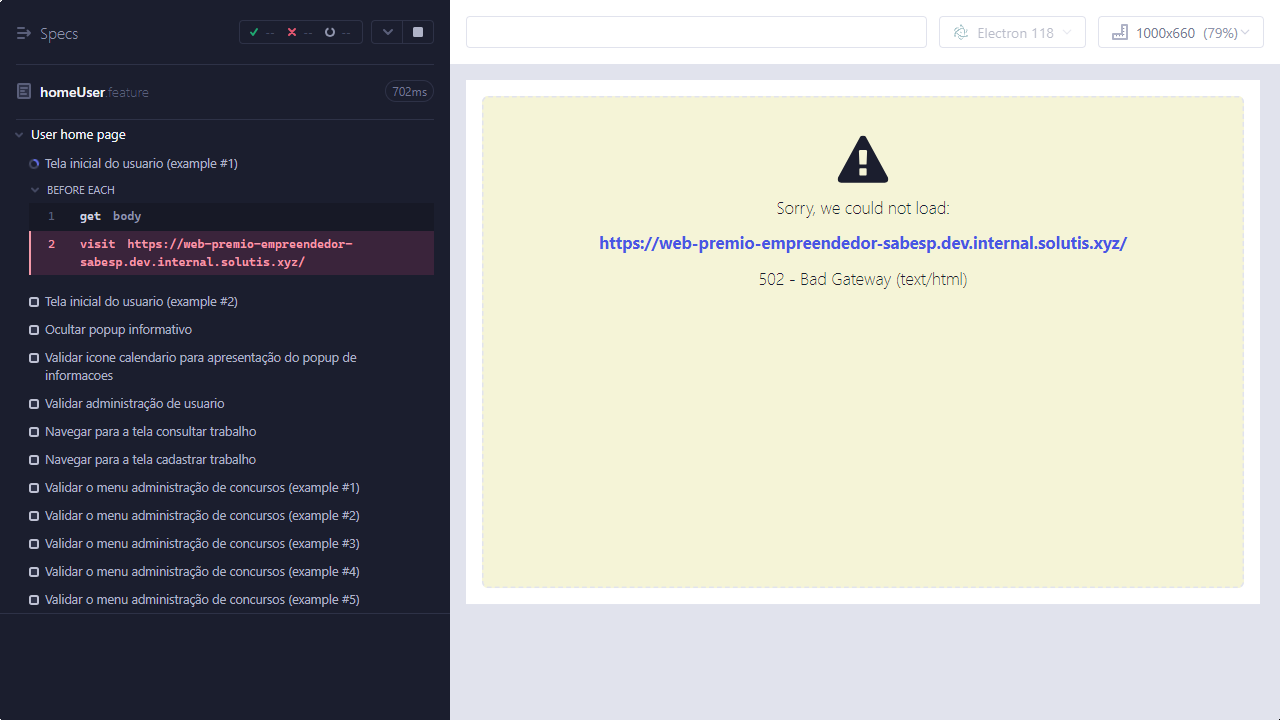 Specs
-- -- --
homeUser.feature
702ms
User home page
Tela inicial do usuario (example #1)
BEFORE EACH
1 get body
2 visit https://web-premio-empreendedor-
sabesp.dev.internal.solutis.xyz/
Tela inicial do usuario (example #2)
Ocultar popup informativo
Validar icone calendario para apresentação do popup de
informacoes
Validar administração de usuario
Navegar para a tela consultar trabalho
Navegar para a tela cadastrar trabalho
Validar o menu administração de concursos (example #1)
Validar o menu administração de concursos (example #2)
Validar o menu administração de concursos (example #3)
Validar o menu administração de concursos (example #4)
Validar o menu administração de concursos (example #5)
Electron 118
1000x660 (79%)
Sorry, we could not load:
https://web-premio-empreendedor-sabesp.dev.internal.solutis.xyz/
502 - Bad Gateway (text/html)